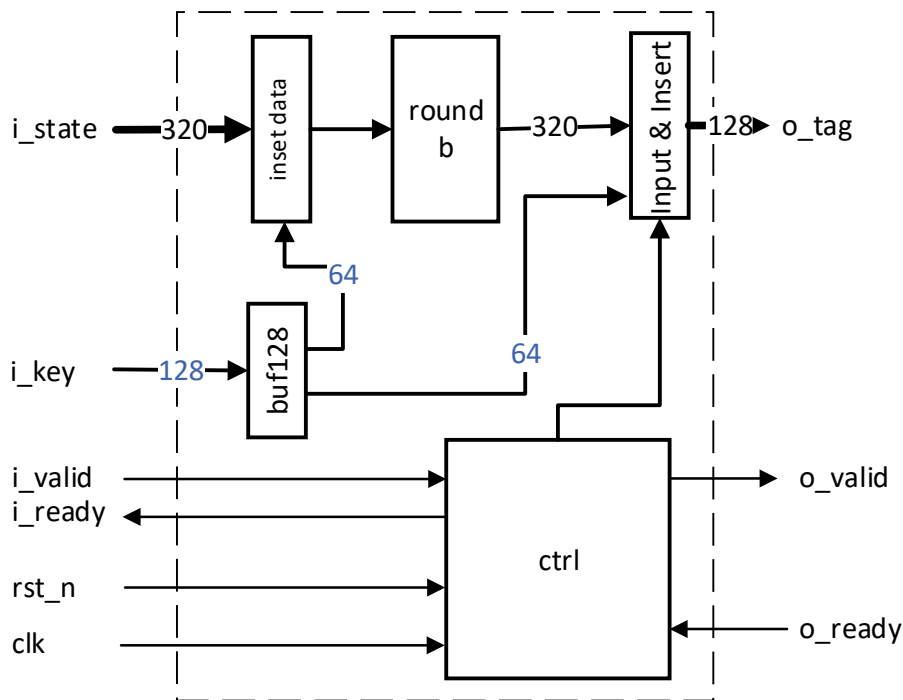 i_state
320
inset data
round
b
320
Input & Insert
128
o_tag
64
i_key
128
buf128
64
i_valid
o_valid
i_ready
ctrl
rst_n
o_ready
clk